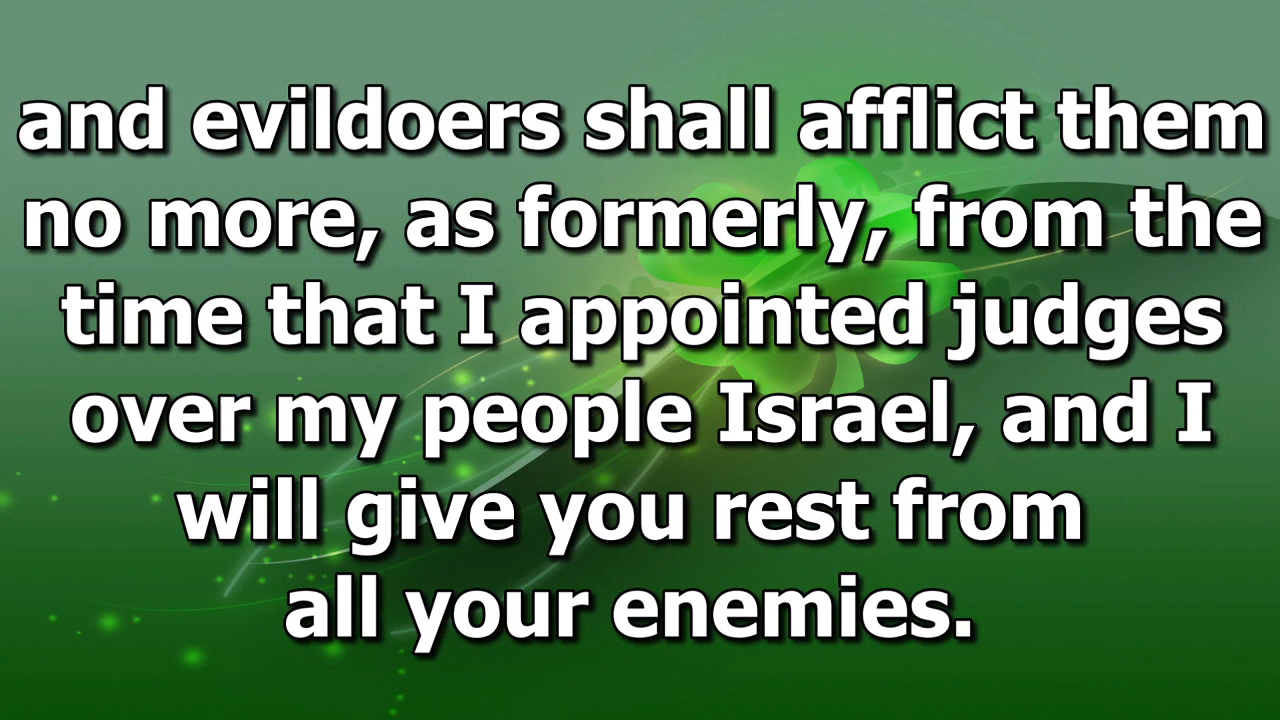 and evildoers shall afflict them
no more, as formerly, from the
time that I appointed judges
over my people Israel, and I
will give you rest from
all your enemies.